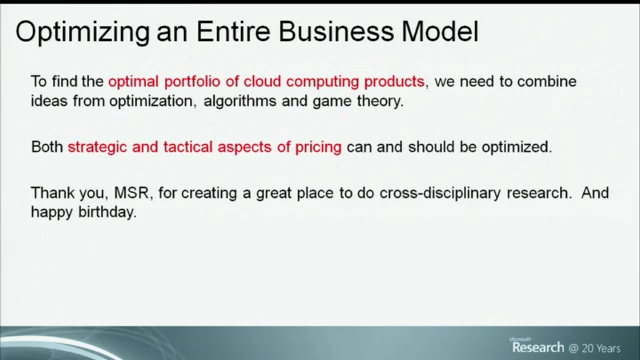 Optimizing an Entire Business Model
To find the optimal portfolio of cloud computing products, we need to combine
ideas from optimization, algorithms and game theory.
Both strategic and tactical aspects of pricing can and should be optimized.
Thank you, MSR, for creating a great place to do cross-disciplinary research.  And
happy birthday.
Microsoft
Research @ 20 Years